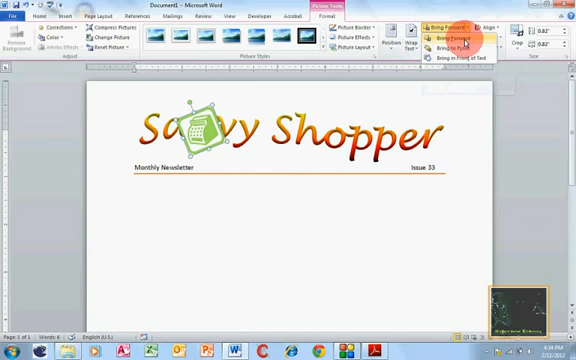 Document1 - Microsoft Word
Picture Tools
File
Home
Insert
Page Layout
References
Mailings
Review
View
Developer
Acrobat
Format
Remove Background
Corrections
Color
Artistic Effects
Compress Pictures
Change Picture
Reset Picture
Adjust
Picture Styles
Picture Border
Picture Effects
Picture Layout
Position
Wrap Text
Bring Forward
Align
Bring Forward
Bring to Front
Bring in Front of Text
Crop
0.82"
0.82"
Size
Savvy Shopper
Monthly Newsletter
Issue 33
Page: 1 of 1
Words: 6
English (U.S.)